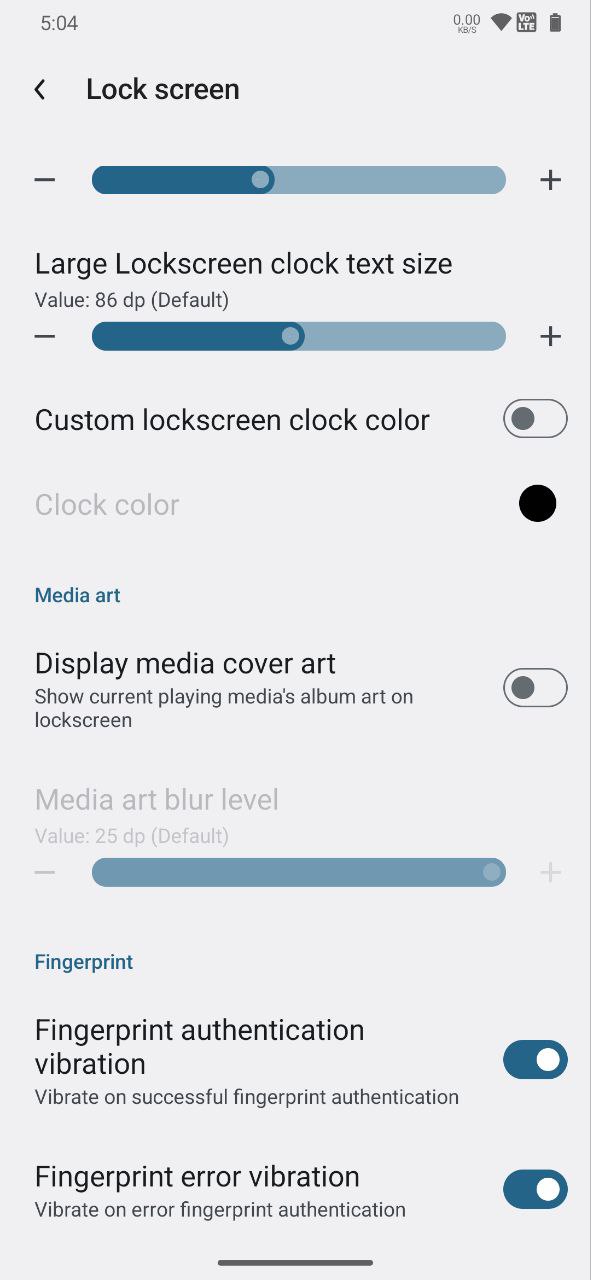 5:04
0.00
KB/S
Vo
LTE
Lock screen
Large Lockscreen clock text size
Value: 86 dp (Default)
Custom lockscreen clock color
Clock color
Media art
Display media cover art
Show current playing media's album art on
lockscreen
Media art blur level
Value: 25 dp (Default)
Fingerprint
Fingerprint authentication
vibration
Vibrate on successful fingerprint authentication
Fingerprint error vibration
Vibrate on error fingerprint authentication